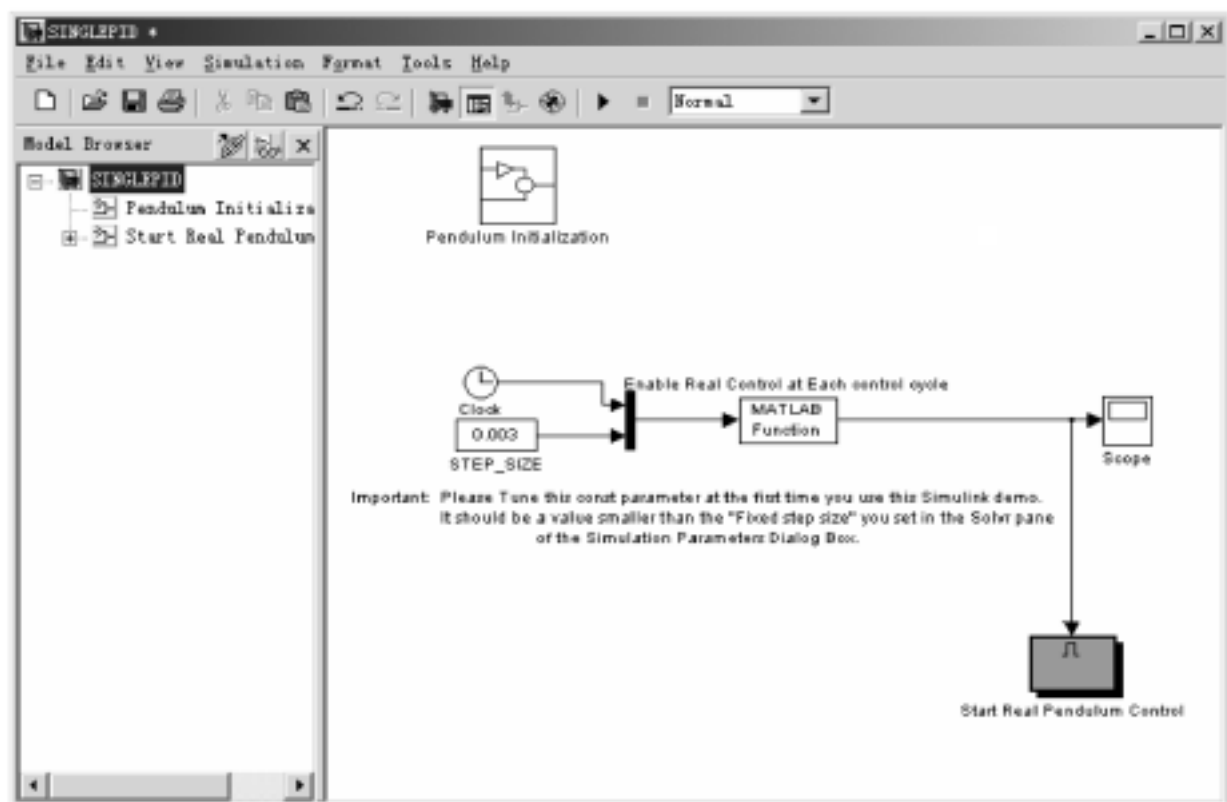 SINGLEPID *
File Edit View Simulation Format Tools Help
Normal
Model Browser
SINGLEPID
Pendulum Initializa
Start Real Pendulum
Pendulum Initialization
Enable Real Control at Each control cycle
Clock
0.003
STEP_SIZE
MATLAB
Function
Scope
Important: Please Tune this const parameter at the first time you use this Simulink demo.
It should be a value smaller than the "Fixed step size" you set in the Solvr pane
of the Simulation Parameters Dialog Box.
Start Real Pendulum Control